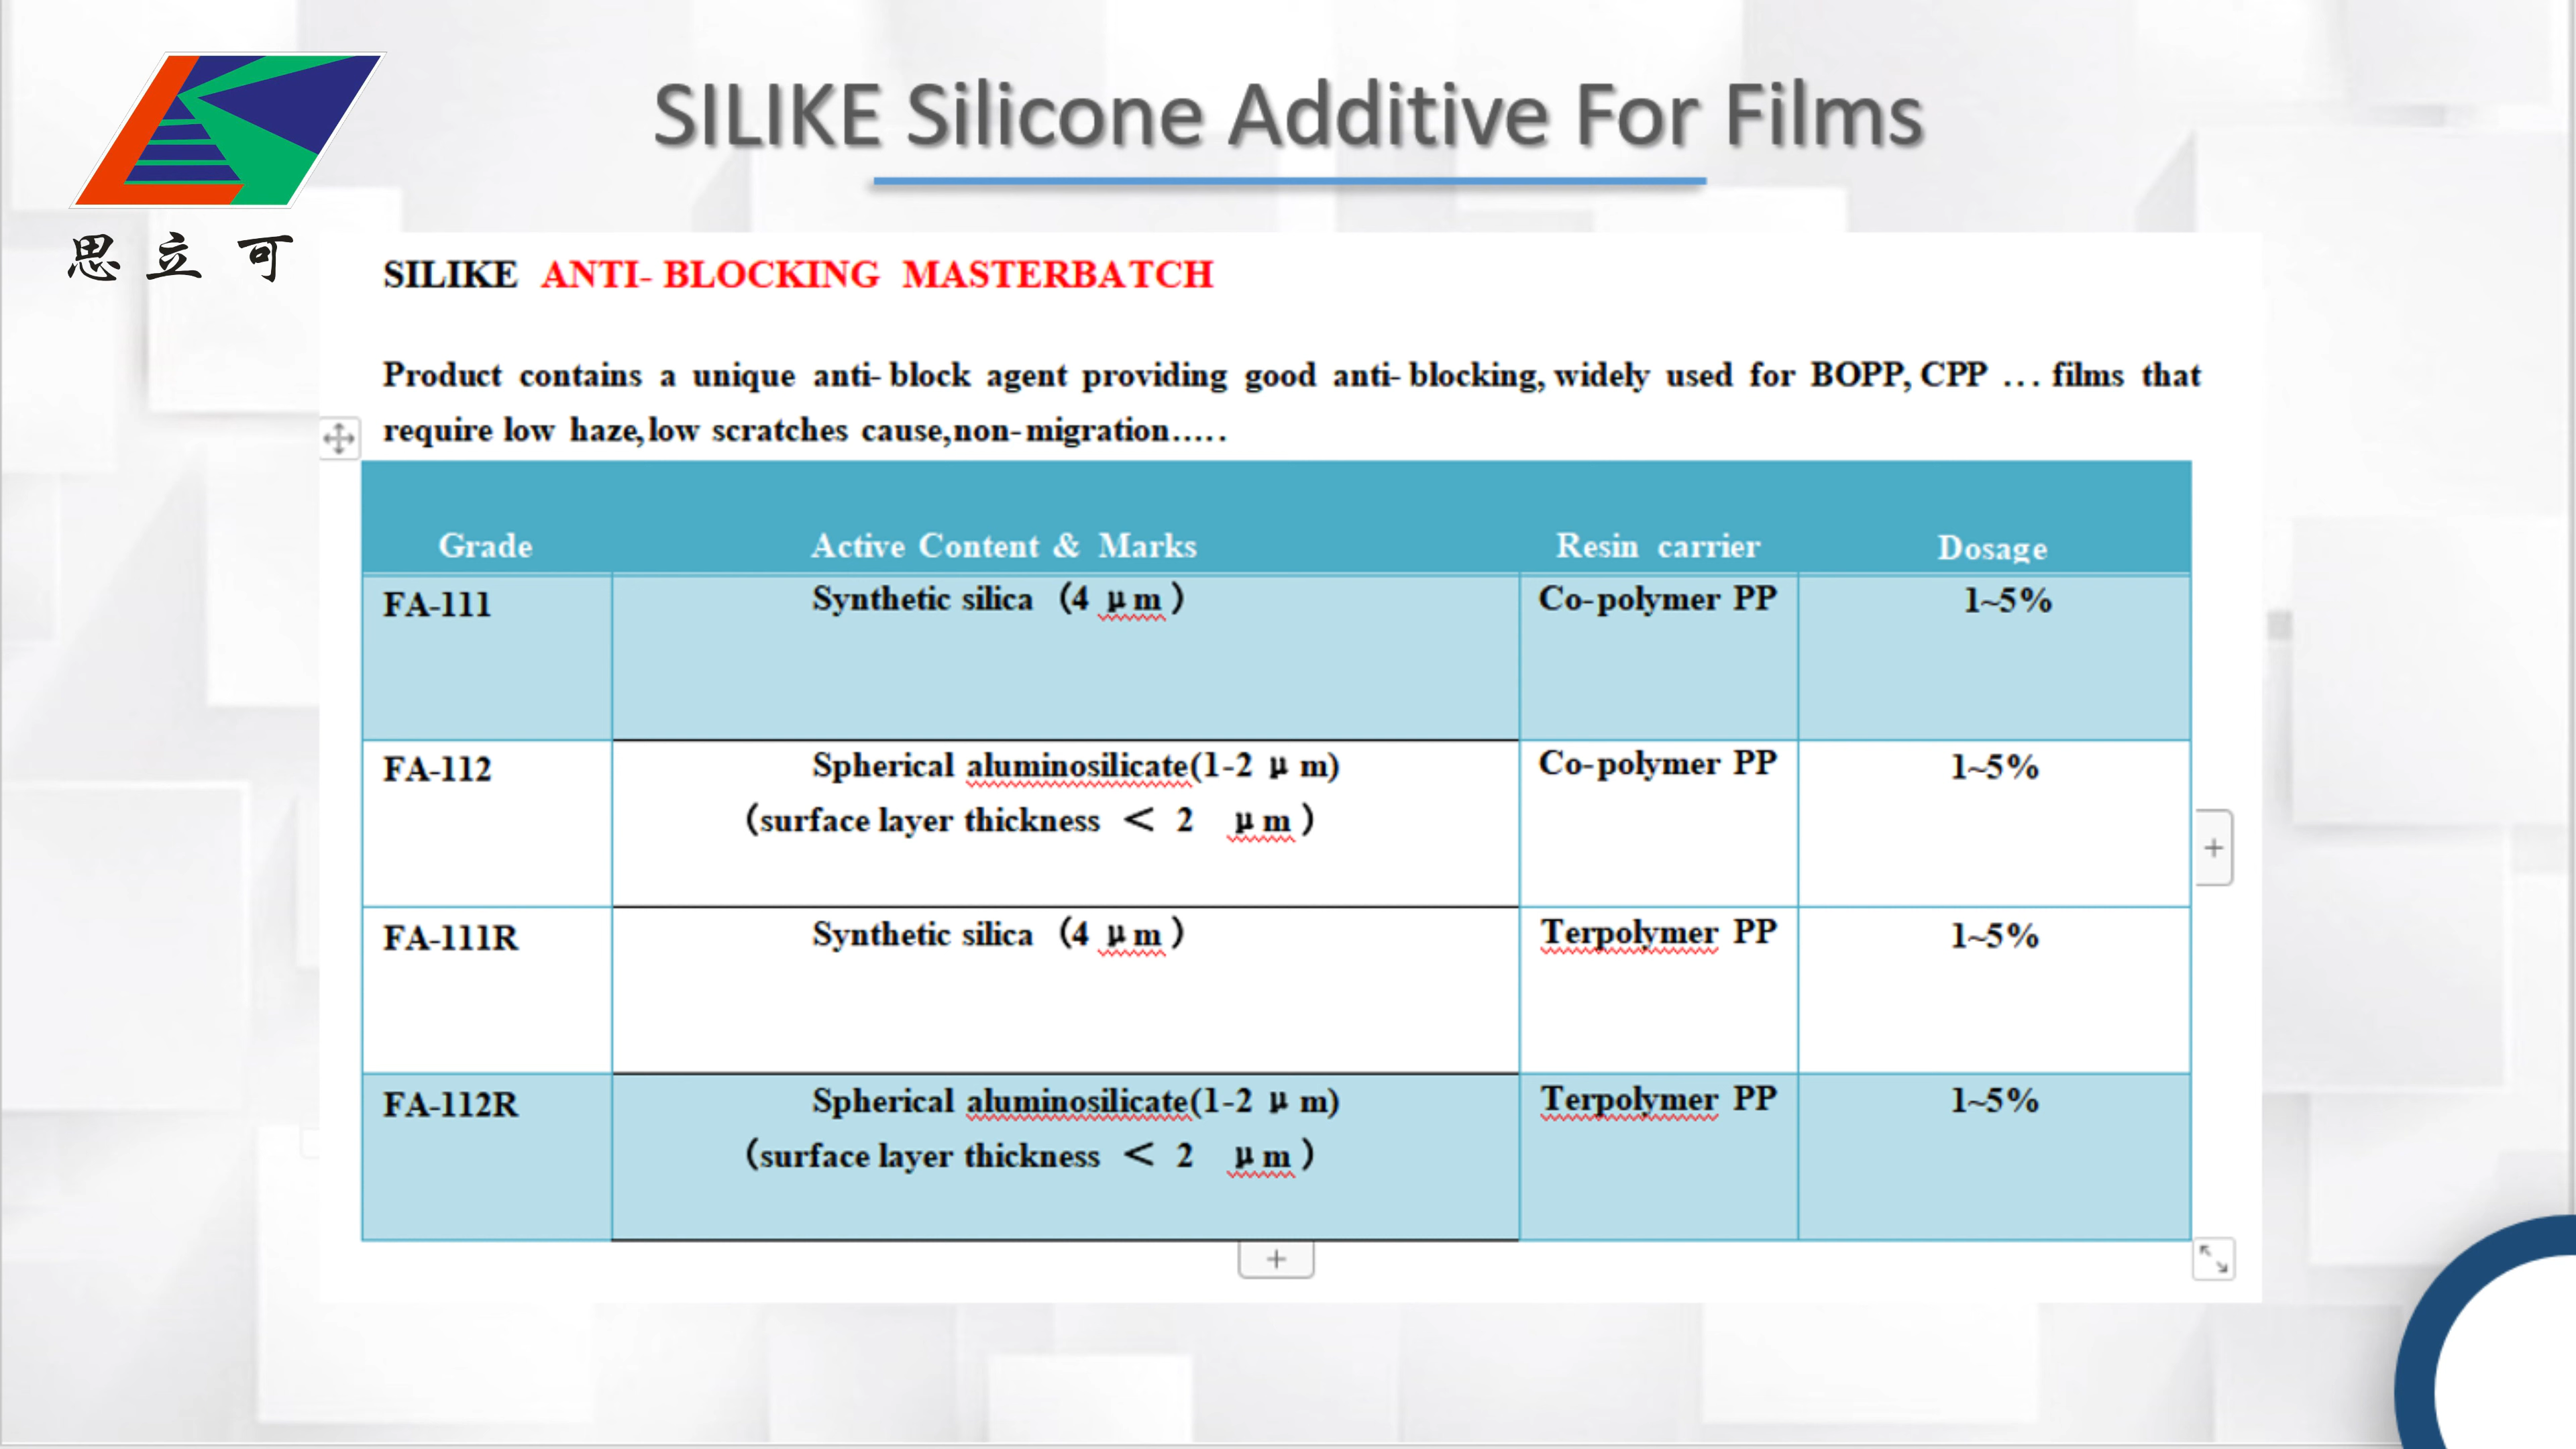 SILIKE Silicone Additive For Films
思立可
SILIKE ANTI- BLOCKING MASTERBATCH
Product contains a unique anti- block agent providing good anti- blocking, widely used for BOPP, CPP ... films that
require low haze,low scratches cause,non-migration.....
Grade Active Content & Marks Resin carrier Dosage
FA-111 Synthetic silica (4 μm) Co-polymer PP 1~5%
FA-112 Spherical aluminosilicate(1-2 μ m) Co-polymer PP 1~5%
(surface layer thickness < 2 μm)
FA-111R Synthetic silica (4 μm) Terpolymer PP 1~5%
FA-112R Spherical aluminosilicate(1-2 μ m) Terpolymer PP 1~5%
(surface layer thickness < 2 μm)